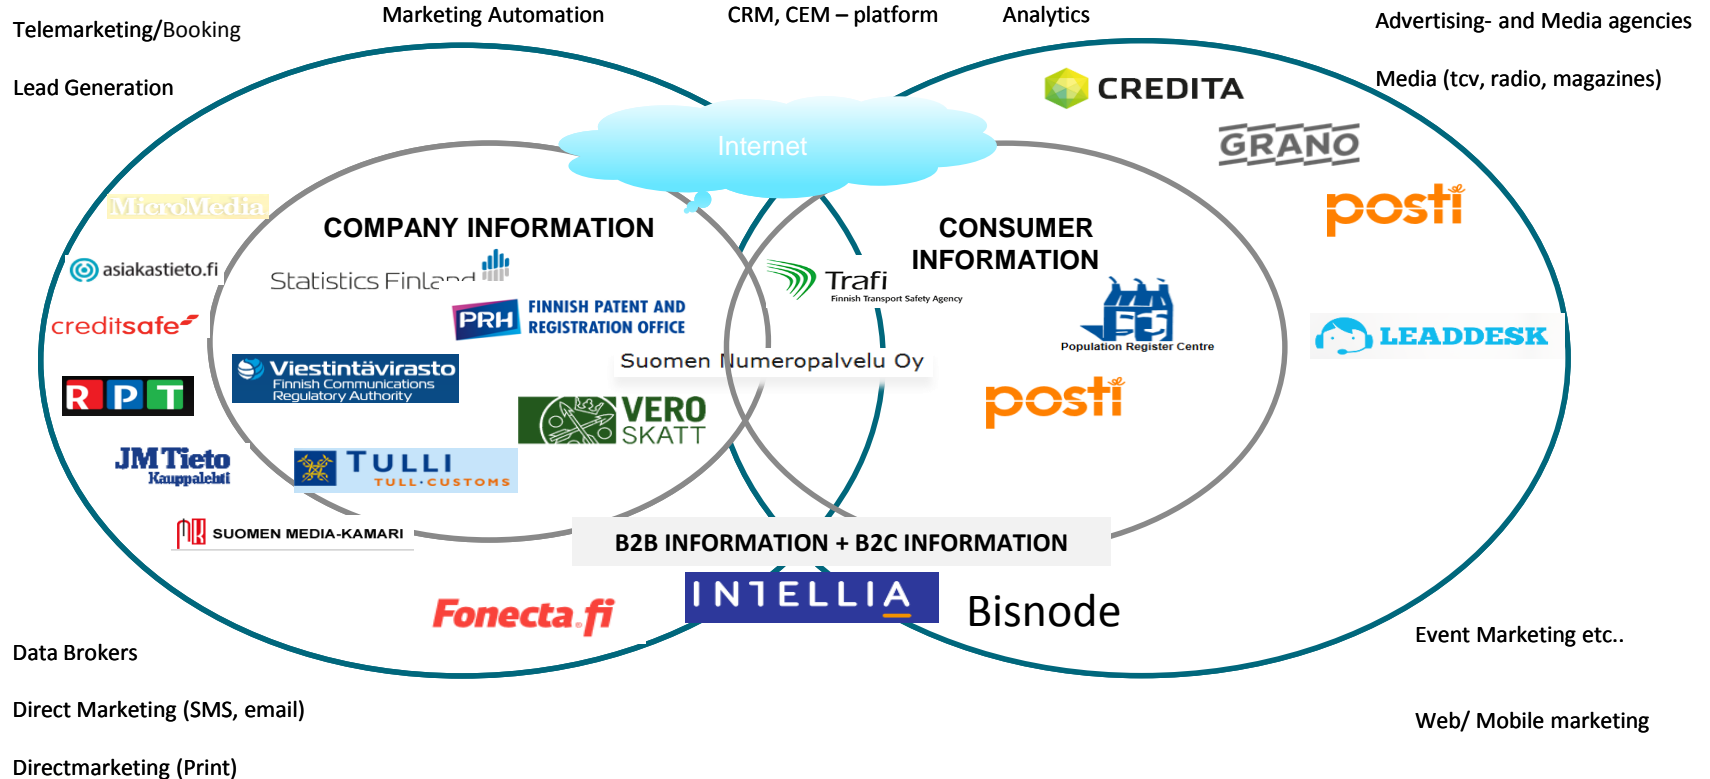 Marketing Automation
CRM, CEM – platform
Analytics
Advertising- and Media agencies
Telemarketing/Booking
Lead Generation
Media (tcv, radio, magazines)
CREDITA
Internet
GRANO
MicroMedia
posti
COMPANY INFORMATION
CONSUMER
INFORMATION
asiakastieto.fi
Statistics Finland
Trafi
Finnish Transport Safety Agency
creditsafe
PRH
FINNISH PATENT AND
REGISTRATION OFFICE
Population Register Centre
LEADDESK
Viestintävirasto
Finnish Communications
Regulatory Authority
Suomen Numeropalvelu Oy
RPT
VERO
SKATT
posti
JM Tieto
Kauppalehti
TULLI
TULL·CUSTOMS
SUOMEN MEDIA-KAMARI
B2B INFORMATION + B2C INFORMATION
Fonecta.fi
INTELLIA
Bisnode
Data Brokers
Direct Marketing (SMS, email)
Directmarketing (Print)
Event Marketing etc..
Web/ Mobile marketing